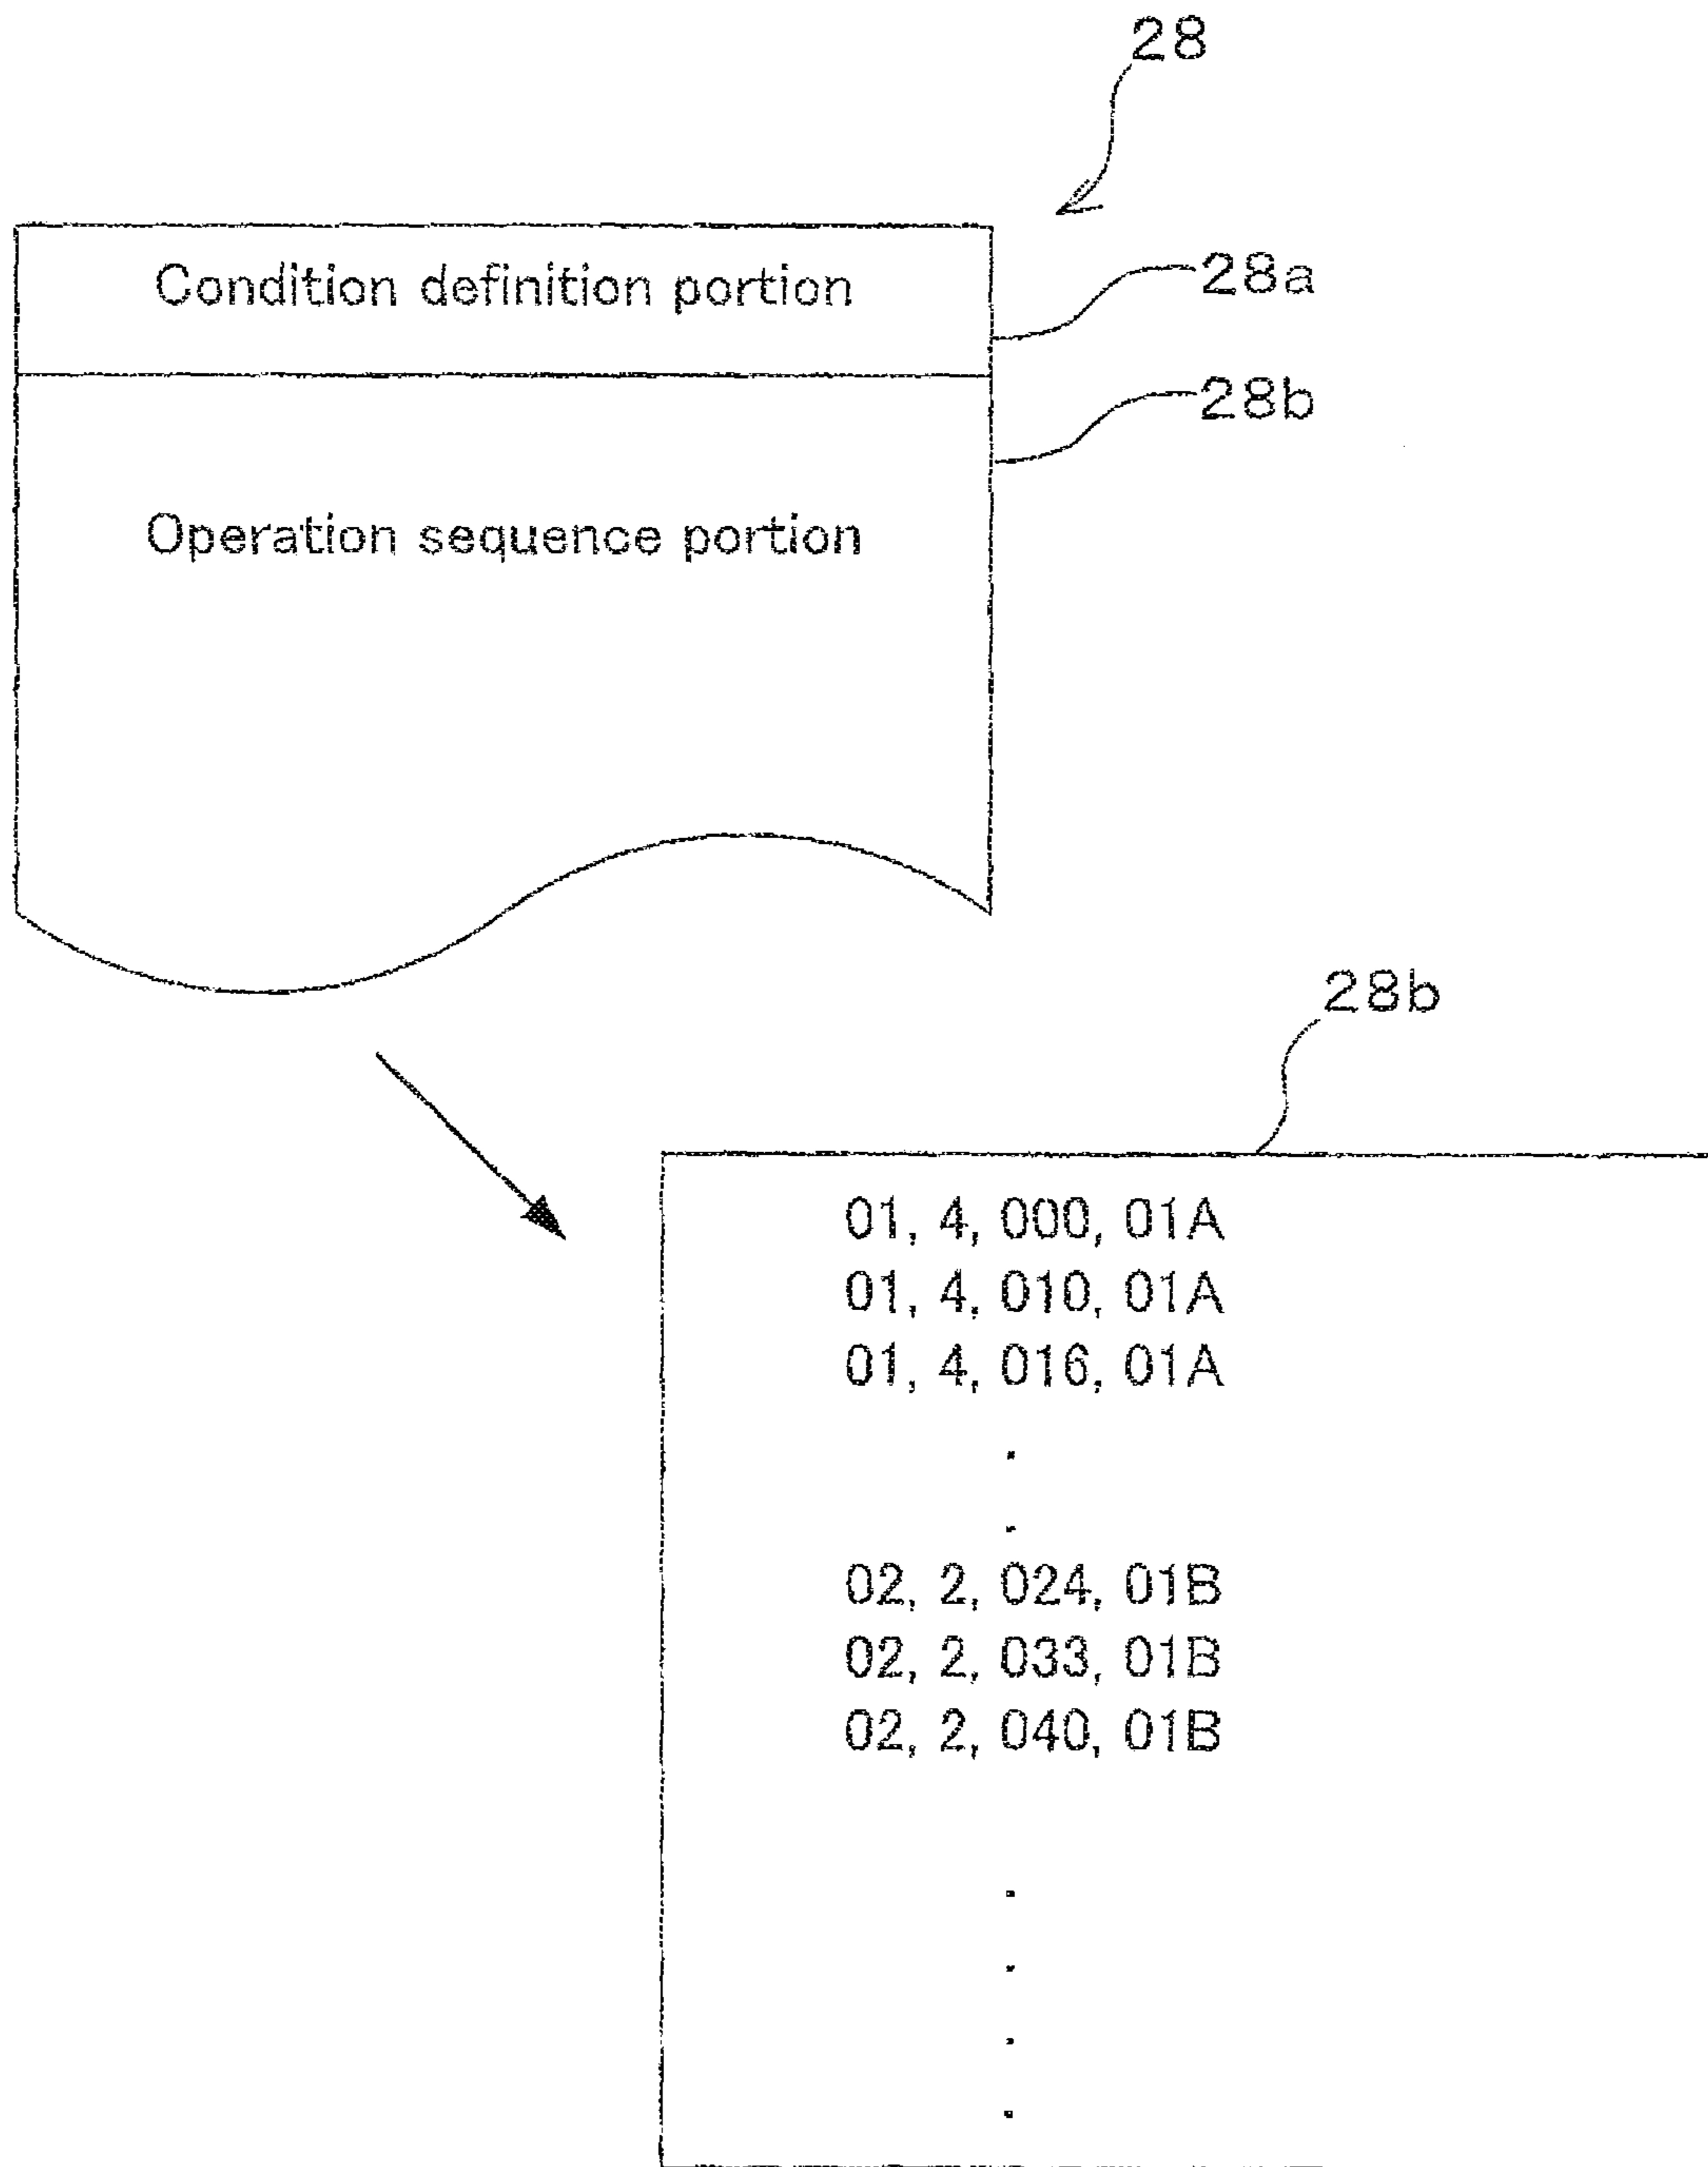 28
Condition definition portion
28a
28b
Operation sequence portion
28b
01, 4, 000, 01A
01, 4, 010, 01A
01, 4, 016, 01A
.
.
02, 2, 024, 01B
02, 2, 033, 01B
02, 2, 040, 01B
.
.
.
.